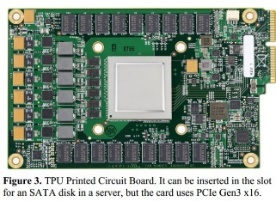 Figure 3. TPU Printed Circuit Board. It can be inserted in the slot
for an SATA disk in a server, but the card uses PCIe Gen3 x16.